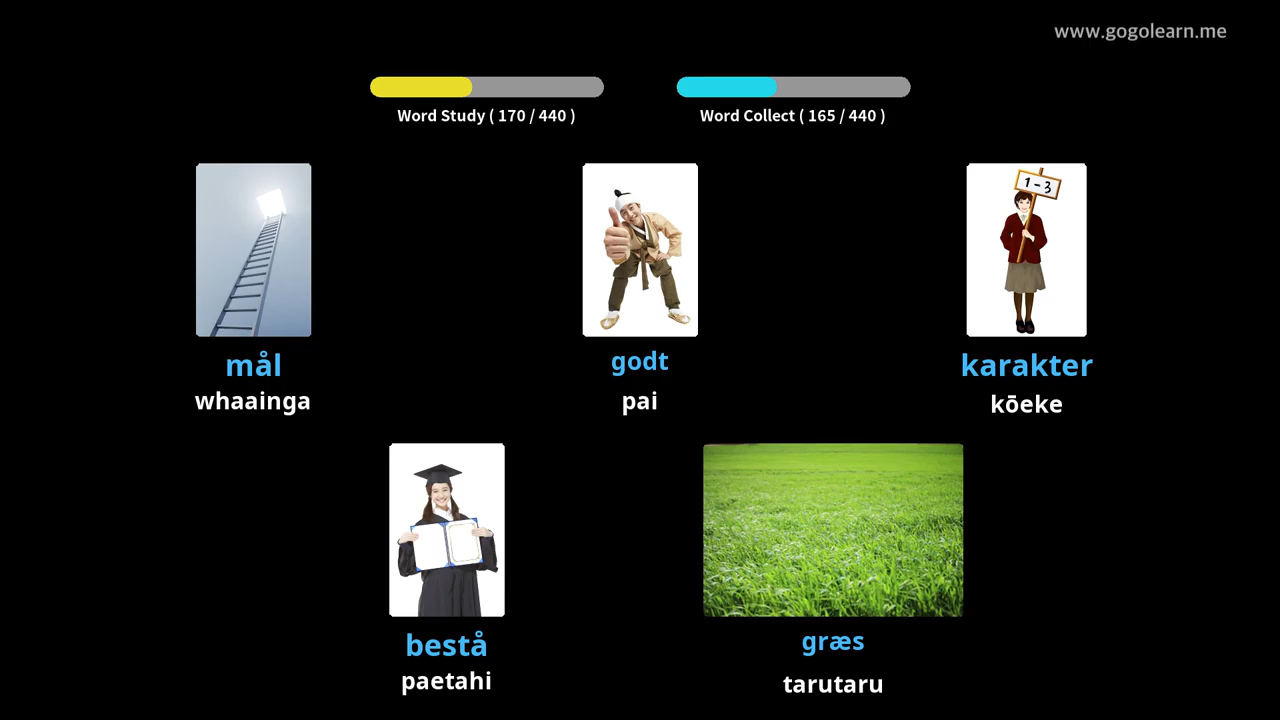 www.gogolearn.me
Word Study ( 170 / 440 )
Word Collect ( 165 / 440 )
1-3
mål
whaainga
godt
pai
karakter
kōeke
bestå
paetahi
græs
tarutaru